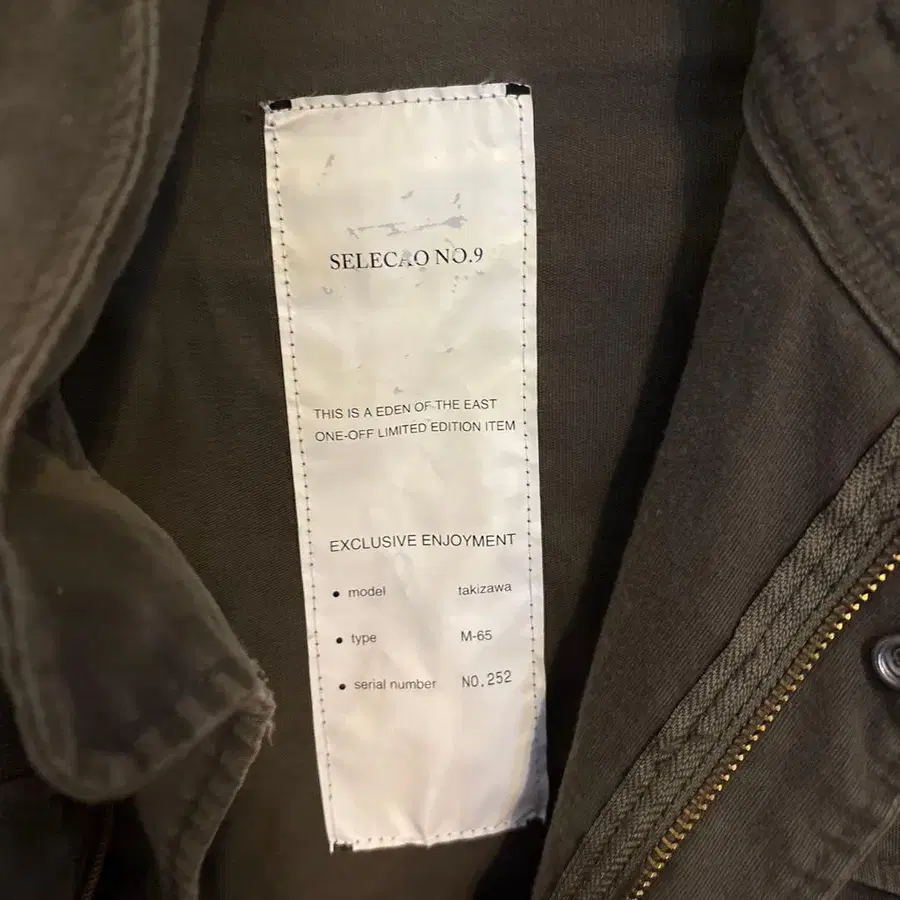 SELECAO NO.9
THIS IS A EDEN OF THE EAST
ONE-OFF LIMITED EDITION ITEM
EXCLUSIVE ENJOYMENT
• model takizawa
• type M-65
• serial number NO.252